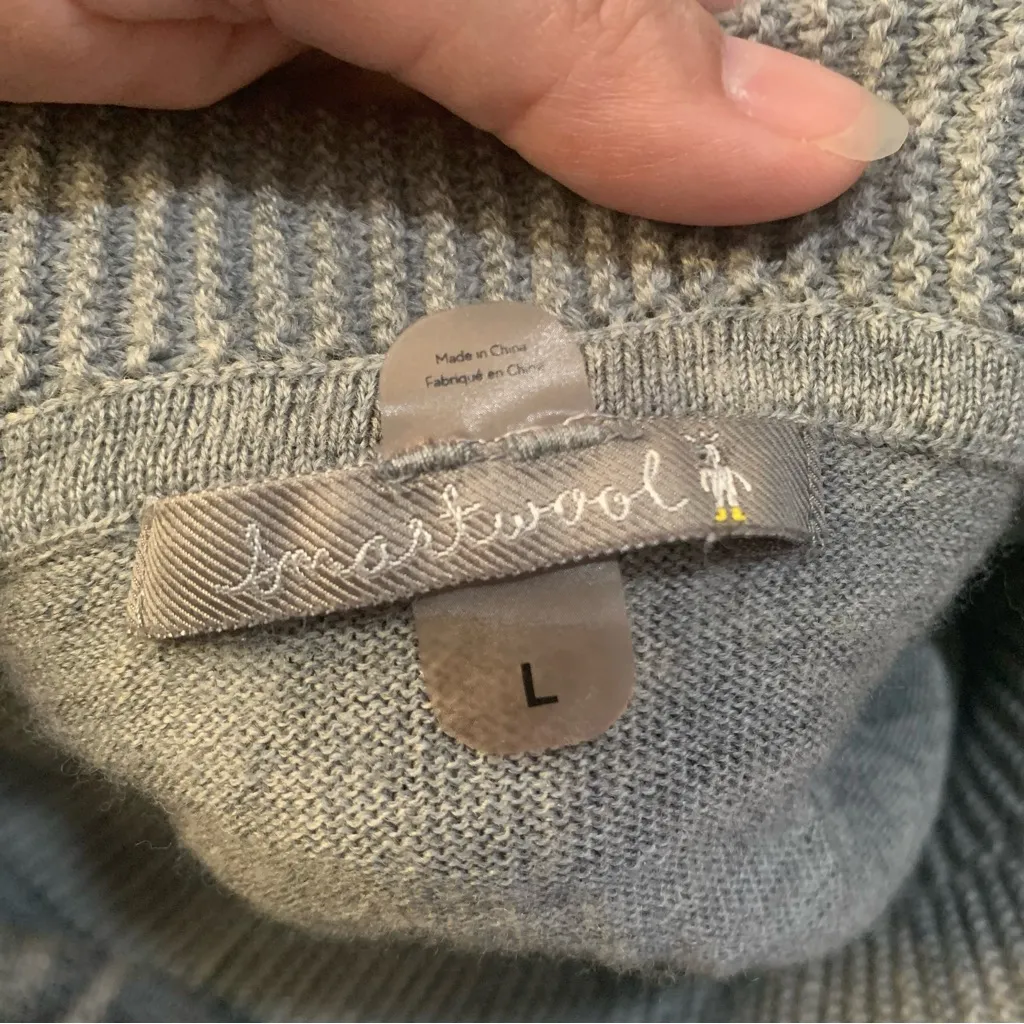 Made in China
Fabriqué en Chine
smartwool
L